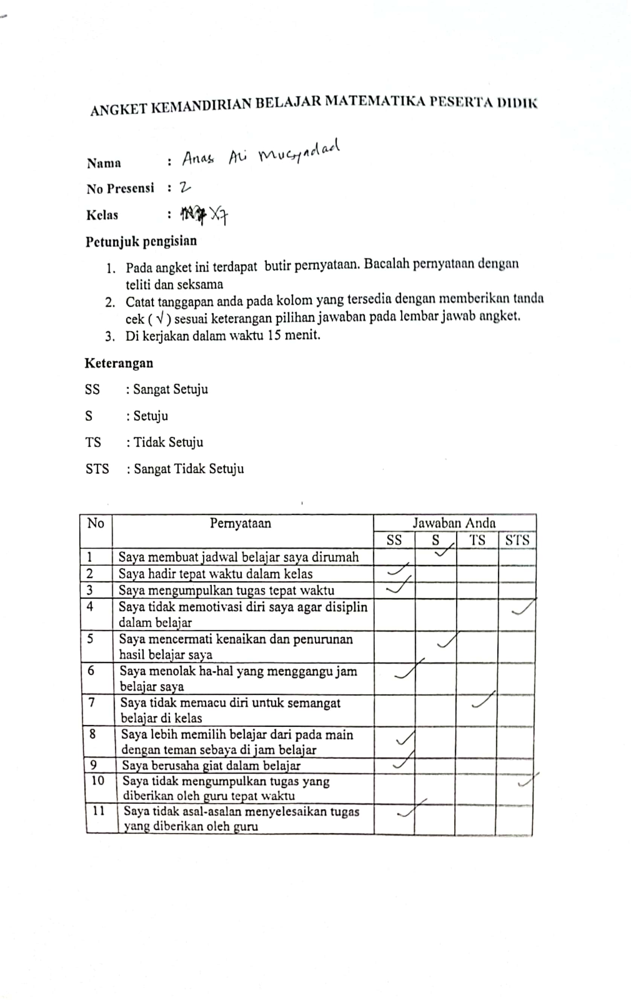 ANGKET KEMANDIRIAN BELAJAR MATEMATIKA PESERTA DIDIK
Nama : Anas Ali
No Presensi : 2
Kelas : X7
Petunjuk pengisian
1. Pada angket ini terdapat butir pernyataan. Bacalah pernyataan dengan
teliti dan seksama
2. Catat tanggapan anda pada kolom yang tersedia dengan memberikan tanda
cek ( √ ) sesuai keterangan pilihan jawaban pada lembar jawab angket.
3. Di kerjakan dalam waktu 15 menit.
Keterangan
SS : Sangat Setuju
S : Setuju
TS : Tidak Setuju
STS : Sangat Tidak Setuju
No Pernyataan Jawaban Anda
SS S TS STS
1 Saya membuat jadwal belajar saya dirumah ✓
2 Saya hadir tepat waktu dalam kelas ✓
3 Saya mengumpulkan tugas tepat waktu ✓
4 Saya tidak memotivasi diri saya agar disiplin ✓
dalam belajar
5 Saya mencermati kenaikan dan penurunan ✓
hasil belajar saya
6 Saya menolak ha-hal yang menggangu jam ✓
belajar saya
7 Saya tidak memacu diri untuk semangat ✓
belajar di kelas
8 Saya lebih memilih belajar dari pada main ✓
dengan teman sebaya di jam belajar
9 Saya berusaha giat dalam belajar ✓
10 Saya tidak mengumpulkan tugas yang ✓
diberikan oleh guru tepat waktu
11 Saya tidak asal-asalan menyelesaikan tugas ✓
yang diberikan oleh guru